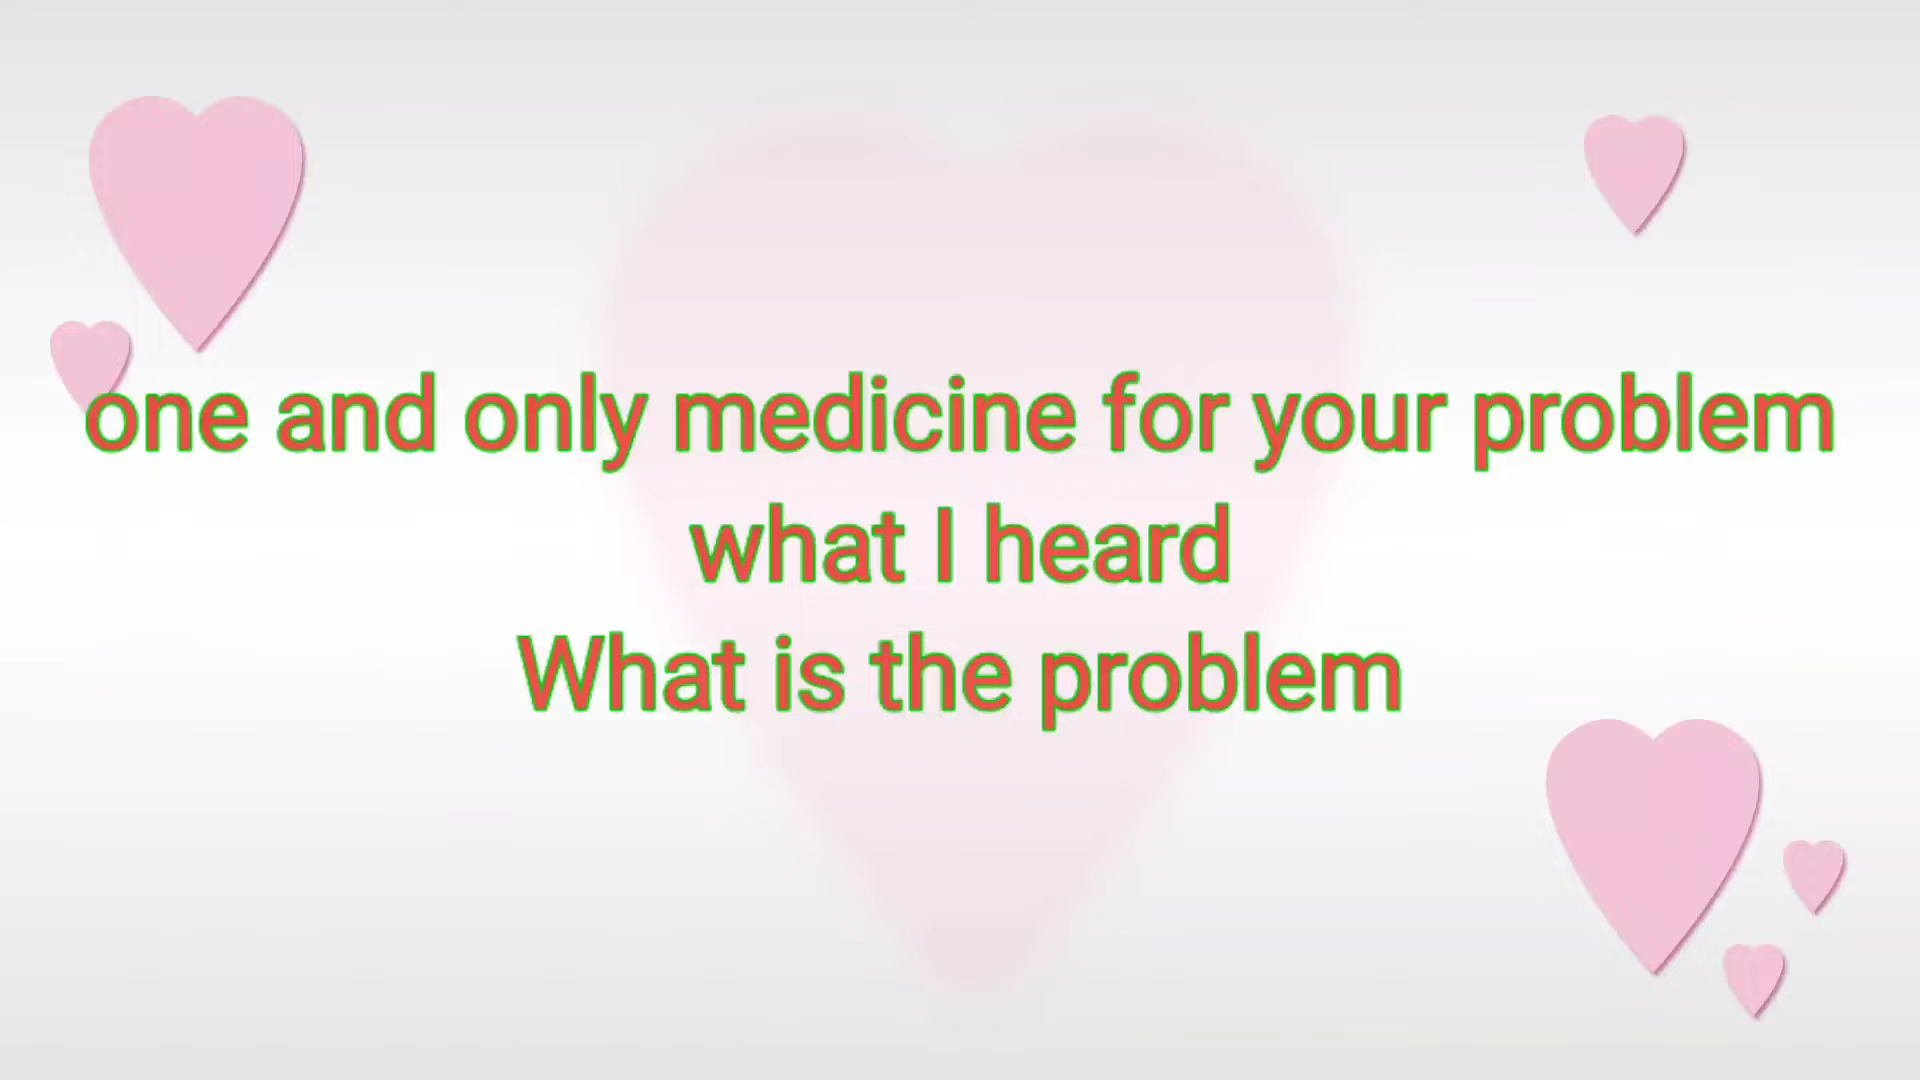 one and only medicine for your problem
what I heard
What is the problem